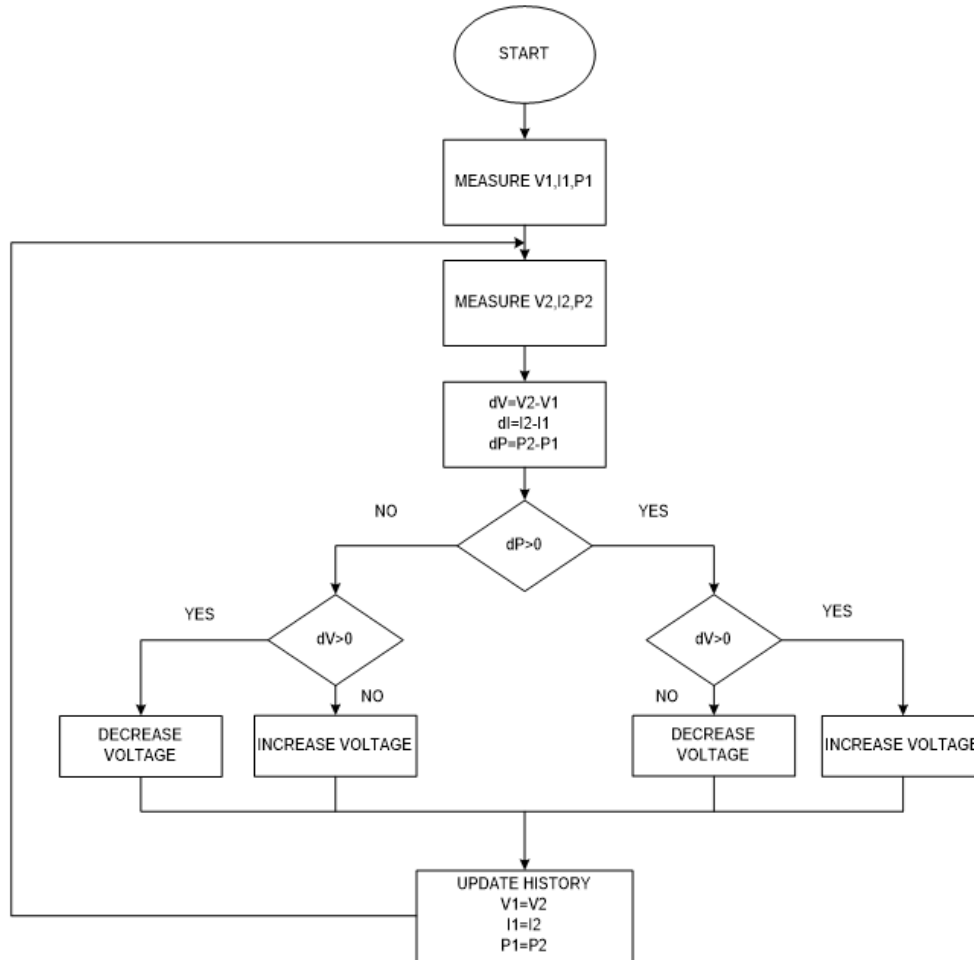 START
MEASURE V1,I1,P1
MEASURE V2,I2,P2
dV=V2-V1
dI=I2-I1
dP=P2-P1
NO
YES
dP>0
YES
dV>0
NO
YES
dV>0
NO
DECREASE
VOLTAGE
INCREASE VOLTAGE
DECREASE
VOLTAGE
INCREASE VOLTAGE
UPDATE HISTORY
V1=V2
I1=I2
P1=P2